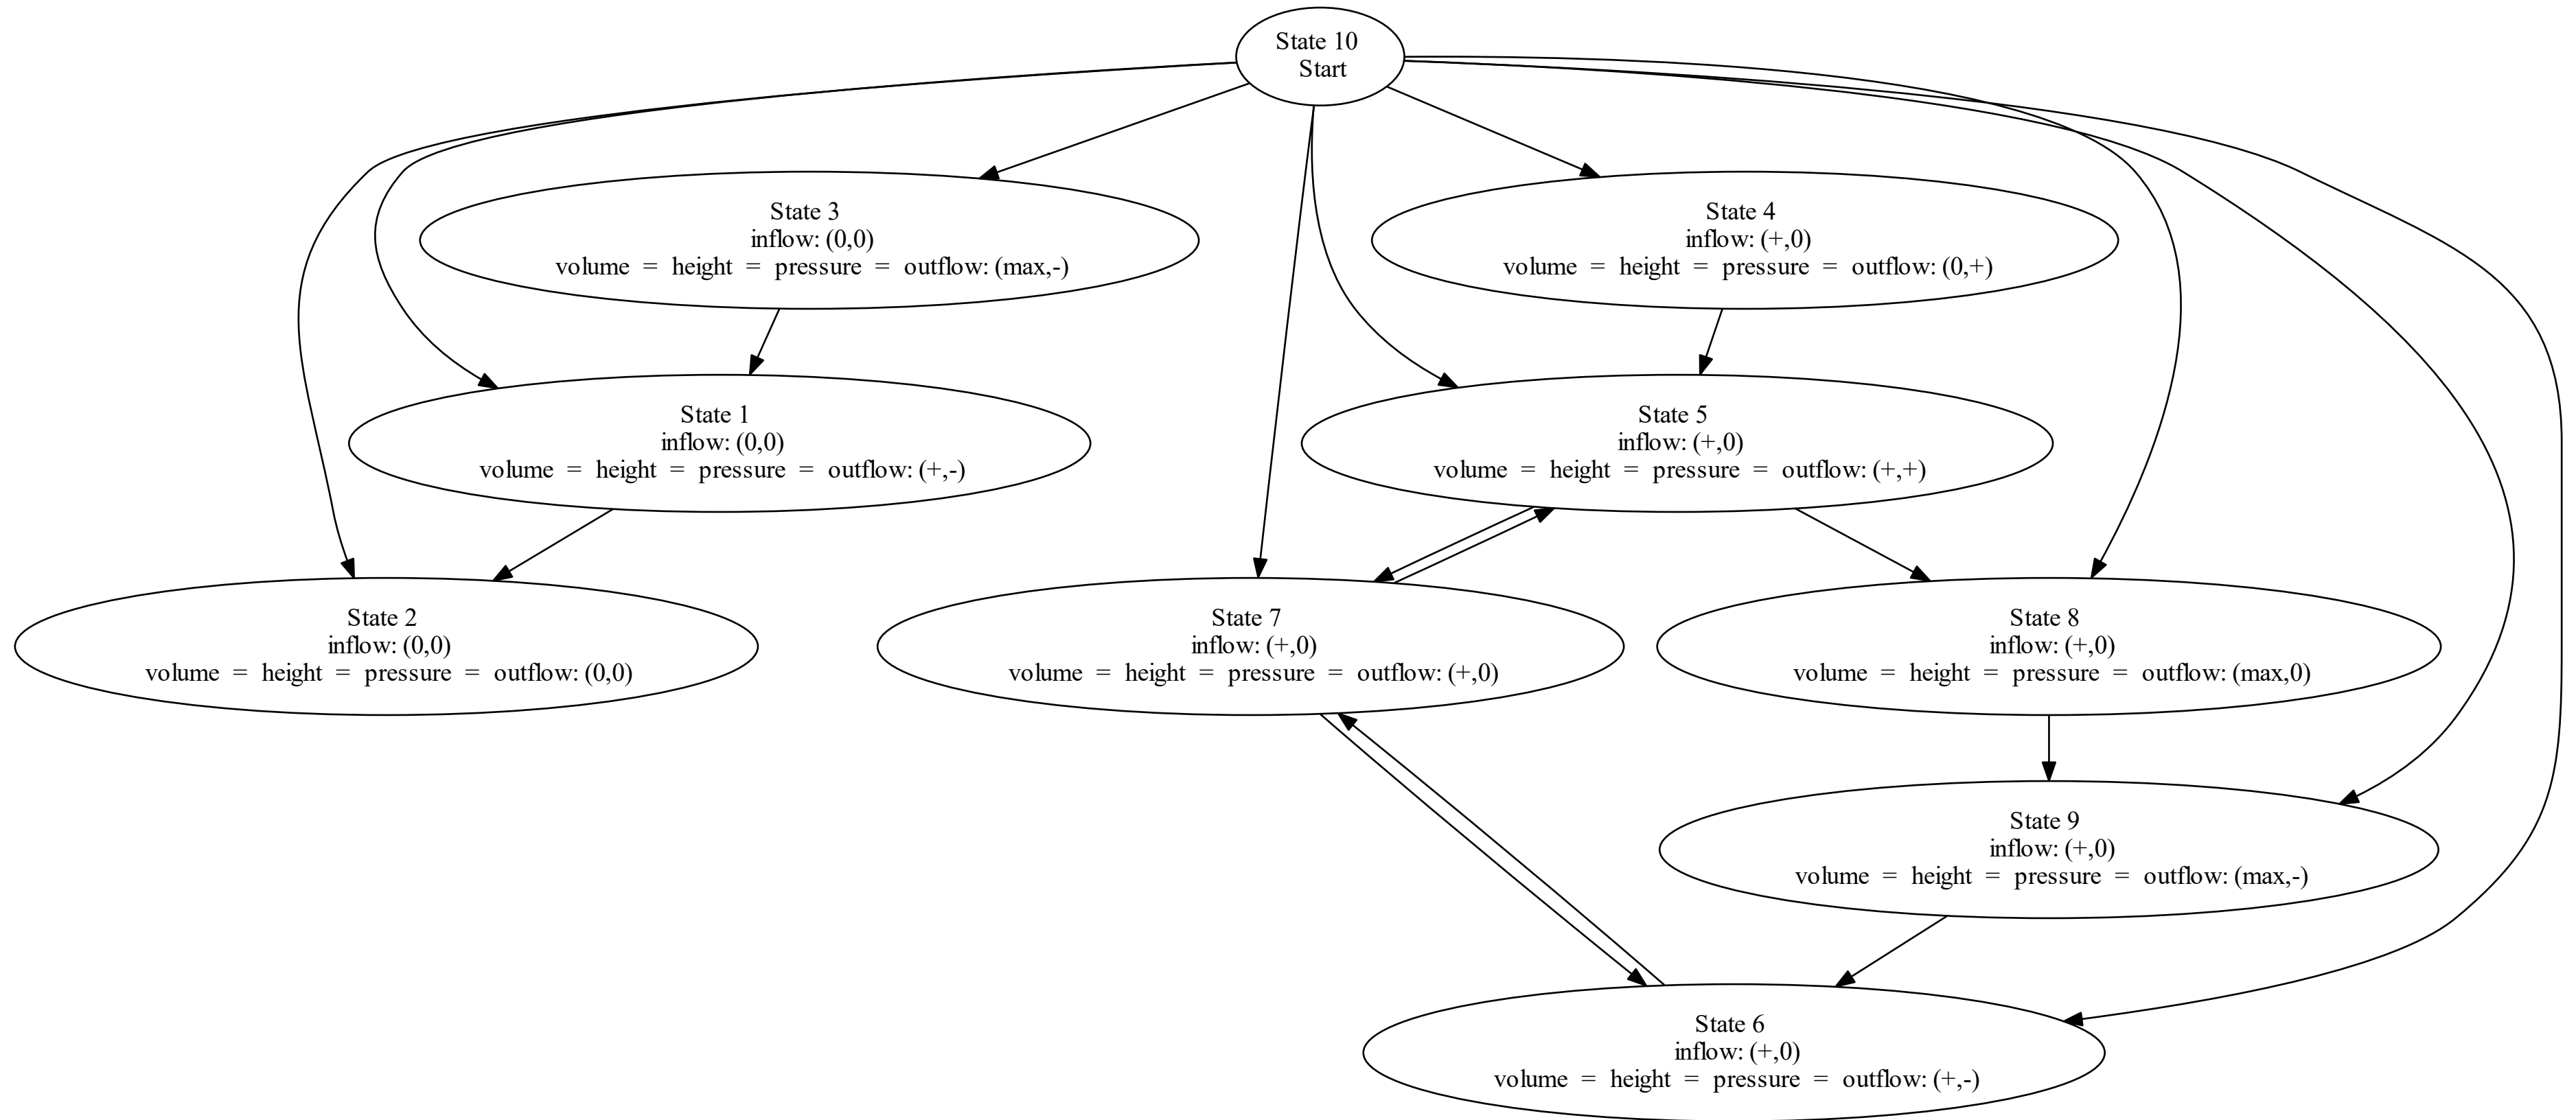 State 10
Start
State 3
inflow: (0,0)
volume = height = pressure = outflow: (max,-)
State 4
inflow: (+,0)
volume = height = pressure = outflow: (0,+)
State 1
inflow: (0,0)
volume = height = pressure = outflow: (+,-)
State 5
inflow: (+,0)
volume = height = pressure = outflow: (+,+)
State 2
inflow: (0,0)
volume = height = pressure = outflow: (0,0)
State 7
inflow: (+,0)
volume = height = pressure = outflow: (+,0)
State 8
inflow: (+,0)
volume = height = pressure = outflow: (max,0)
State 9
inflow: (+,0)
volume = height = pressure = outflow: (max,-)
State 6
inflow: (+,0)
volume = height = pressure = outflow: (+,-)